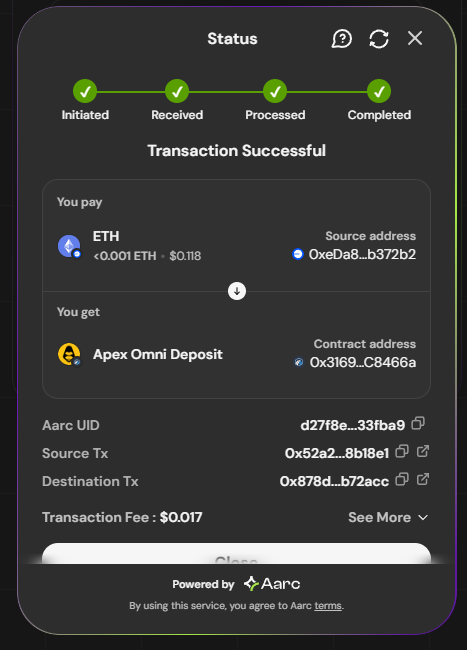 Status
Initiated Received Processed Completed
Transaction Successful
You pay
ETH
<0.001 ETH • $0.118
Source address
0xeDa8...b372b2
You get
Apex Omni Deposit
Contract address
0x3169...C8466a
Aarc UID d27f8e...33fba9
Source Tx 0x52a2...8b18e1
Destination Tx 0x878d...b72acc
Transaction Fee : $0.017 See More
Close
Powered by Aarc
By using this service, you agree to Aarc terms.